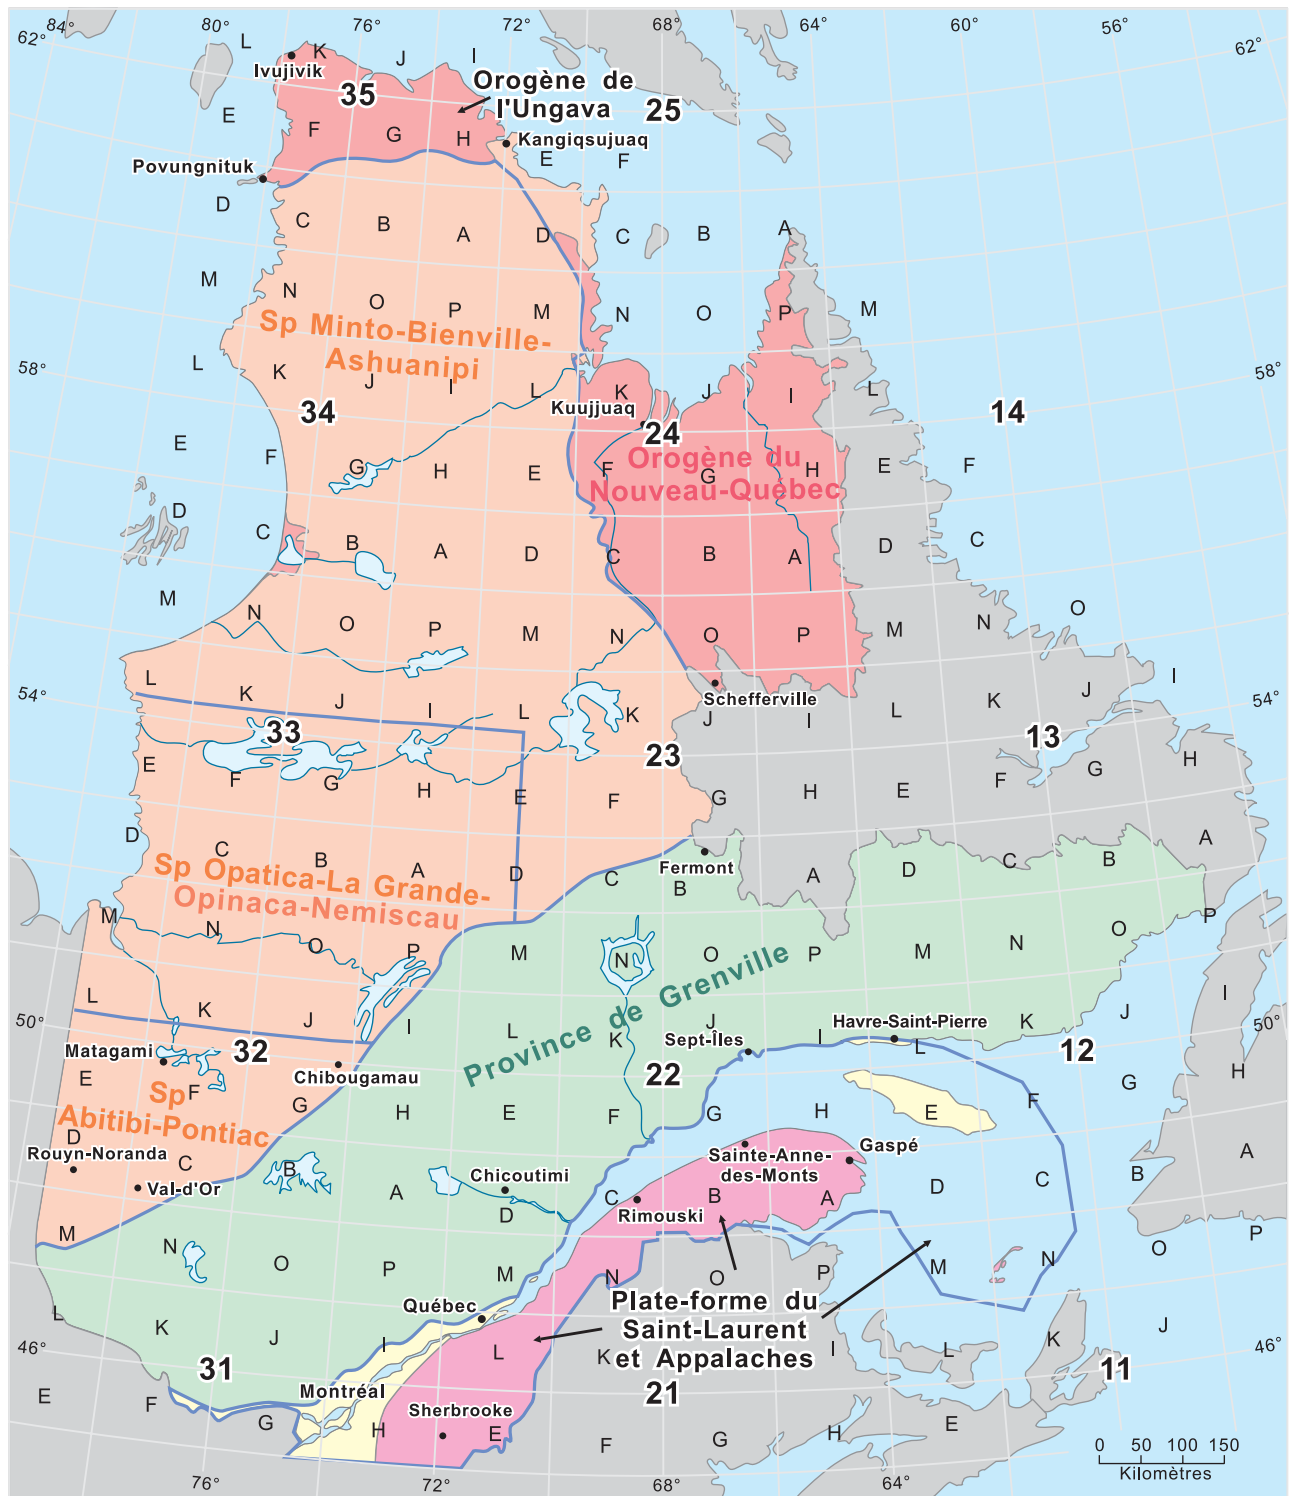 84° 80° 76° 72° 68° 64° 60° 56°
62° 62°
L K J I
Ivujivik
35
Orogène de
l'Ungava
25
E F G H
Kangiqsujuaq
E F
Povungnituk
D C B A D C B A
M N O P M N O P M
Sp Minto-Bienville-
Ashuanipi
58° 58°
L K J I L K J I L
Kuujjuaq
34 24 14
E F G H E F G H E F
Orogène du
Nouveau-Québec
D C B A D C B A D C
M N O P M N O P M N O
Schefferville
54° 54°
L K J I L K J I L K J I
33 23 13
E F G H E F G H E F G H
D C B A D C B A D C B A
Fermont
Sp Opatica-La Grande-
Opinaca-Nemiscau
M N O P M N O P M N O P
Province de Grenville
50° 50°
L K J I L K J I L K J I
Sept-Îles
Havre-Saint-Pierre
Matagami
32 22 12
Chibougamau
E F G H E F G H E F G H
Sp
Abitibi-Pontiac
Rouyn-Noranda
Val-d'Or
Chicoutimi
Sainte-Anne-
des-Monts
Gaspé
Rimouski
D C B A D C B A D C B A
M N O P M N O P M N O P
Québec
Plate-forme du
Saint-Laurent
et Appalaches
46° 46°
L K J I L K I L K J
31 21 11
Montréal
Sherbrooke
E F G H E F G H E
0 50 100 150
Kilomètres
76° 72° 68° 64°